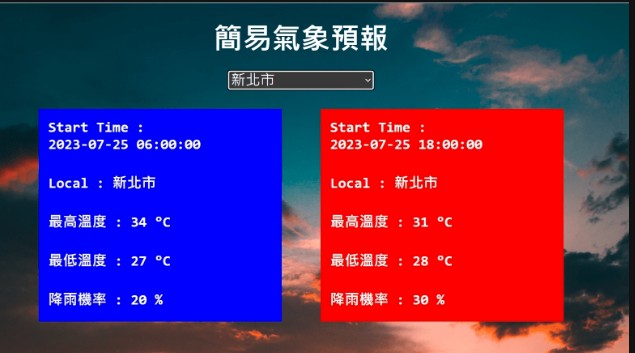 簡易氣象預報
新北市
Start Time :
2023-07-25 06:00:00
Local : 新北市
最高溫度 : 34 °C
最低溫度 : 27 °C
降雨機率 : 20 %
Start Time :
2023-07-25 18:00:00
Local : 新北市
最高溫度 : 31 °C
最低溫度 : 28 °C
降雨機率 : 30 %